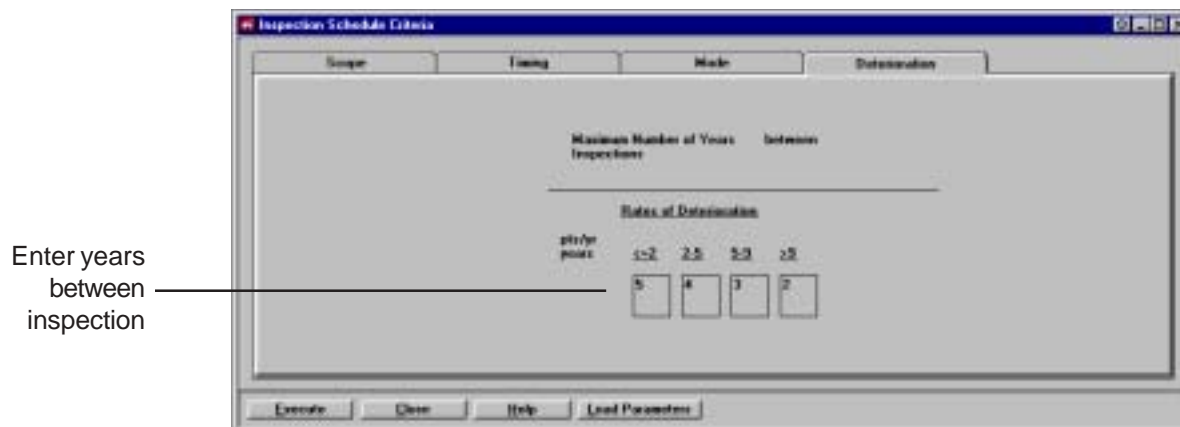 Inspection Schedule Criteria
Scope Timing Mode Deterioration
Maximum Number of Years between
Inspections
Rates of Deterioration
pts/yr
years <=2 2-5 5-9 >9
5 4 3 2
Enter years
between
inspection
Execute Close Help Load Parameters